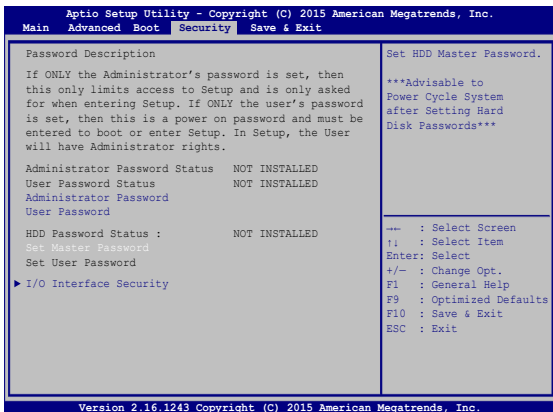 Aptio Setup Utility - Copyright (C) 2015 American Megatrends, Inc.
Main Advanced Boot Security Save & Exit
Password Description
If ONLY the Administrator's password is set, then
this only limits access to Setup and is only asked
for when entering Setup. If ONLY the user's password
is set, then this is a power on password and must be
entered to boot or enter Setup. In Setup, the User
will have Administrator rights.
Administrator Password Status NOT INSTALLED
User Password Status NOT INSTALLED
Administrator Password
User Password
HDD Password Status : NOT INSTALLED
Set Master Password
Set User Password
▶ I/O Interface Security
Set HDD Master Password.
***Advisable to
Power Cycle System
after Setting Hard
Disk Passwords***
→← : Select Screen
↑↓ : Select Item
Enter: Select
+/— : Change Opt.
F1 : General Help
F9 : Optimized Defaults
F10 : Save & Exit
ESC : Exit
Version 2.16.1243 Copyright (C) 2015 American Megatrends, Inc.